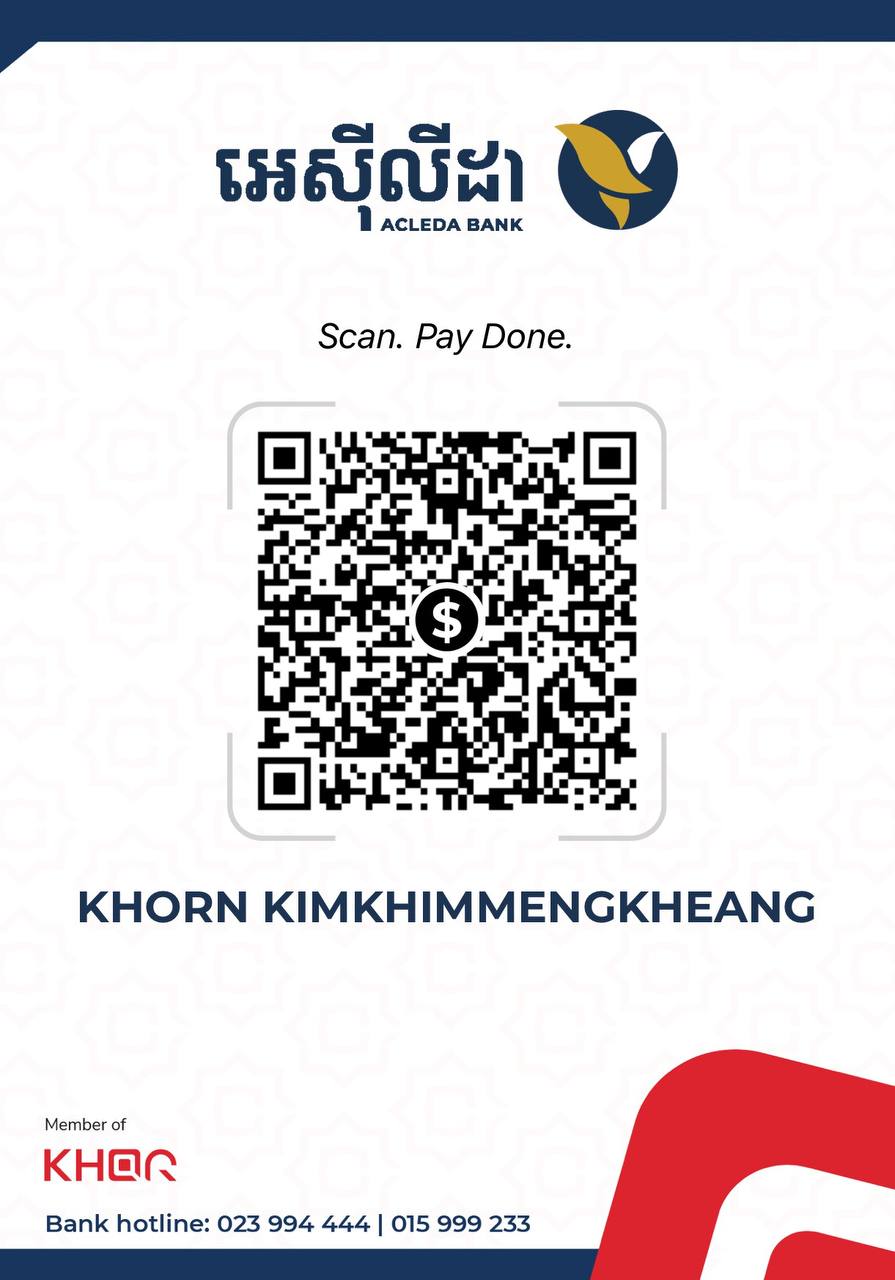 អេស៊ីលីដា
ACLEDA BANK
Scan. Pay Done.
$
KHORN KIMKHIMMENGKHEANG
Member of
KHQR
Bank hotline: 023 994 444 | 015 999 233